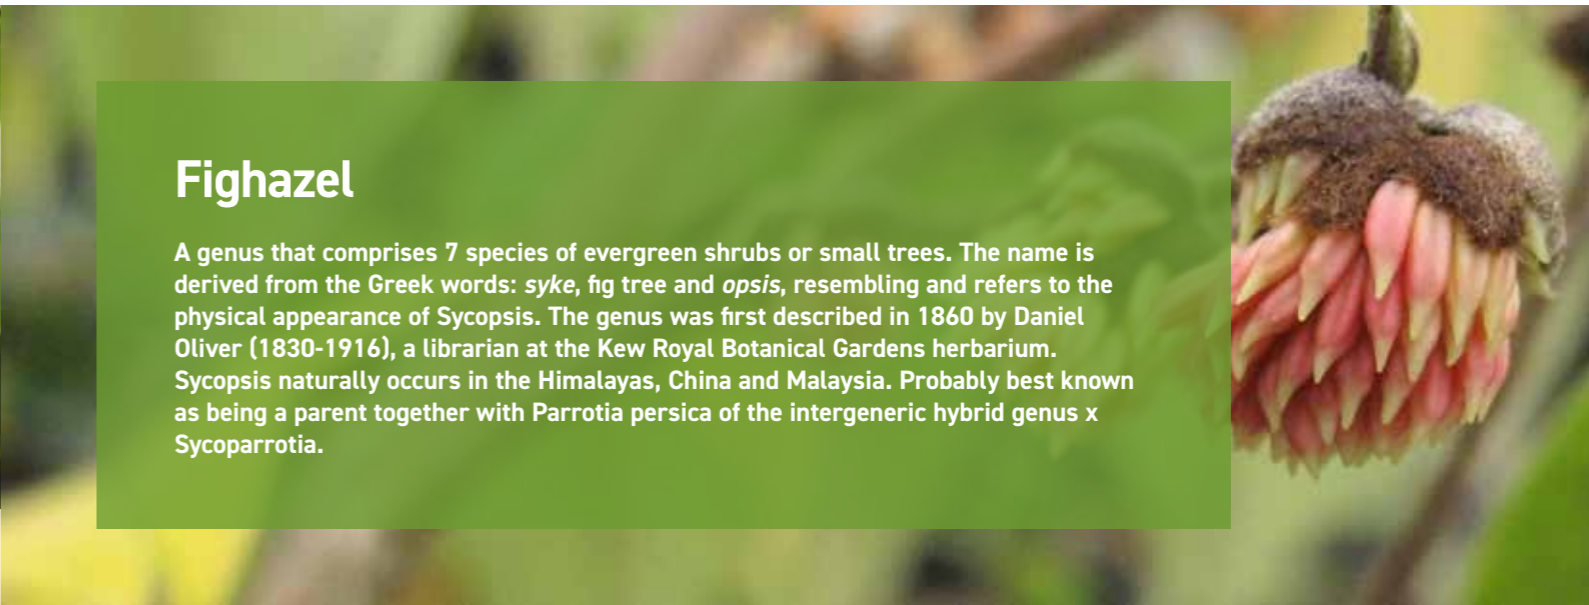 Fighazel
A genus that comprises 7 species of evergreen shrubs or small trees. The name is
derived from the Greek words: syke, fig tree and opsis, resembling and refers to the
physical appearance of Sycopsis. The genus was first described in 1860 by Daniel
Oliver (1830-1916), a librarian at the Kew Royal Botanical Gardens herbarium.
Sycopsis naturally occurs in the Himalayas, China and Malaysia. Probably best known
as being a parent together with Parrotia persica of the intergeneric hybrid genus x
Sycoparrotia.